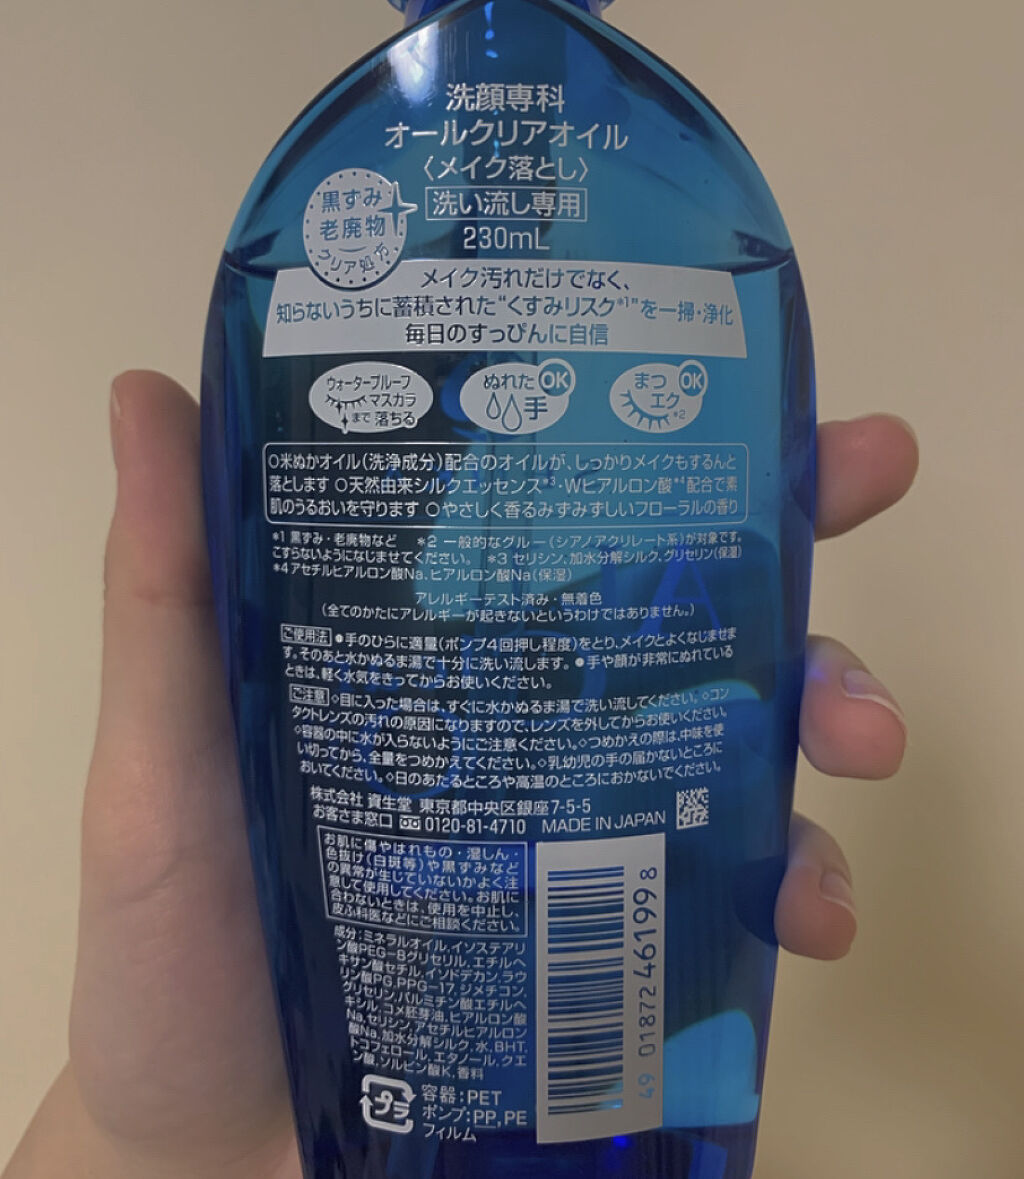 洗顔専科
オールクリアオイル
〈メイク落とし〉
洗い流し専用
230mL
黒ずみ
老廃物
クリア処方
メイク汚れだけでなく、
知らないうちに蓄積された“くすみリスク*1”を一掃・浄化
毎日のすっぴんに自信
ウォータープルーフ
マスカラ
まで落ちる
ぬれた
手
OK
まつ
エク*2
OK
○米ぬかオイル(洗浄成分)配合のオイルが、しっかりメイクもするんと
落とします ○天然由来シルクエッセンス*3・Wヒアルロン酸*4配合で素
肌のうるおいを守ります ○やさしく香るみずみずしいフローラルの香り
*1 黒ずみ・老廃物など *2 一般的なグルー(シアノアクリレート系)が対象です。
こすらないようになじませてください。 *3 セリシン、加水分解シルク、グリセリン(保湿)
*4 アセチルヒアルロン酸Na、ヒアルロン酸Na(保湿)
アレルギーテスト済み・無着色
(全てのかたにアレルギーが起きないというわけではありません。)
ご使用法 ●手のひらに適量(ポンプ4回押し程度)をとり、メイクとよくなじませま
す。そのあと水かぬるま湯で十分に洗い流します。●手や顔が非常にぬれている
ときは、軽く水気をきってからお使いください。
ご注意 ◇目に入った場合は、すぐに水かぬるま湯で洗い流してください。◇コン
タクトレンズの汚れの原因になりますので、レンズを外してからお使いください。
◇容器の中に水が入らないようにご注意ください。◇つめかえの際は、中味を使
い切ってから、全量をつめかえてください。◇乳幼児の手の届かないところに
おいてください。◇日のあたるところや高温のところにおかないでください。
株式会社 資生堂 東京都中央区銀座7-5-5
お客さま窓口 0120-81-4710 MADE IN JAPAN
お肌に傷やはれもの・湿しん・
色抜け(白斑等)や黒ずみなど
の異常が生じていないかよく注
意して使用してください。お肌に
合わないときは、使用を中止し、
皮ふ科医などにご相談ください。
成分:ミネラルオイル,イソステアリ
ン酸PEG-8グリセリル,エチルヘ
キサン酸セチル,イソドデカン,ラウ
リン酸PG,PPG-17,ジメチコン,
グリセリン,パルミチン酸エチルヘ
キシル,コメ胚芽油,ヒアルロン酸
Na,セリシン,アセチルヒアルロン
酸Na,加水分解シルク,水,BHT,
トコフェロール,エタノール,クエ
ン酸,ソルビン酸K,香料
プラ
容器:PET
ポンプ:PP,PE
フィルム
49 01872 461998